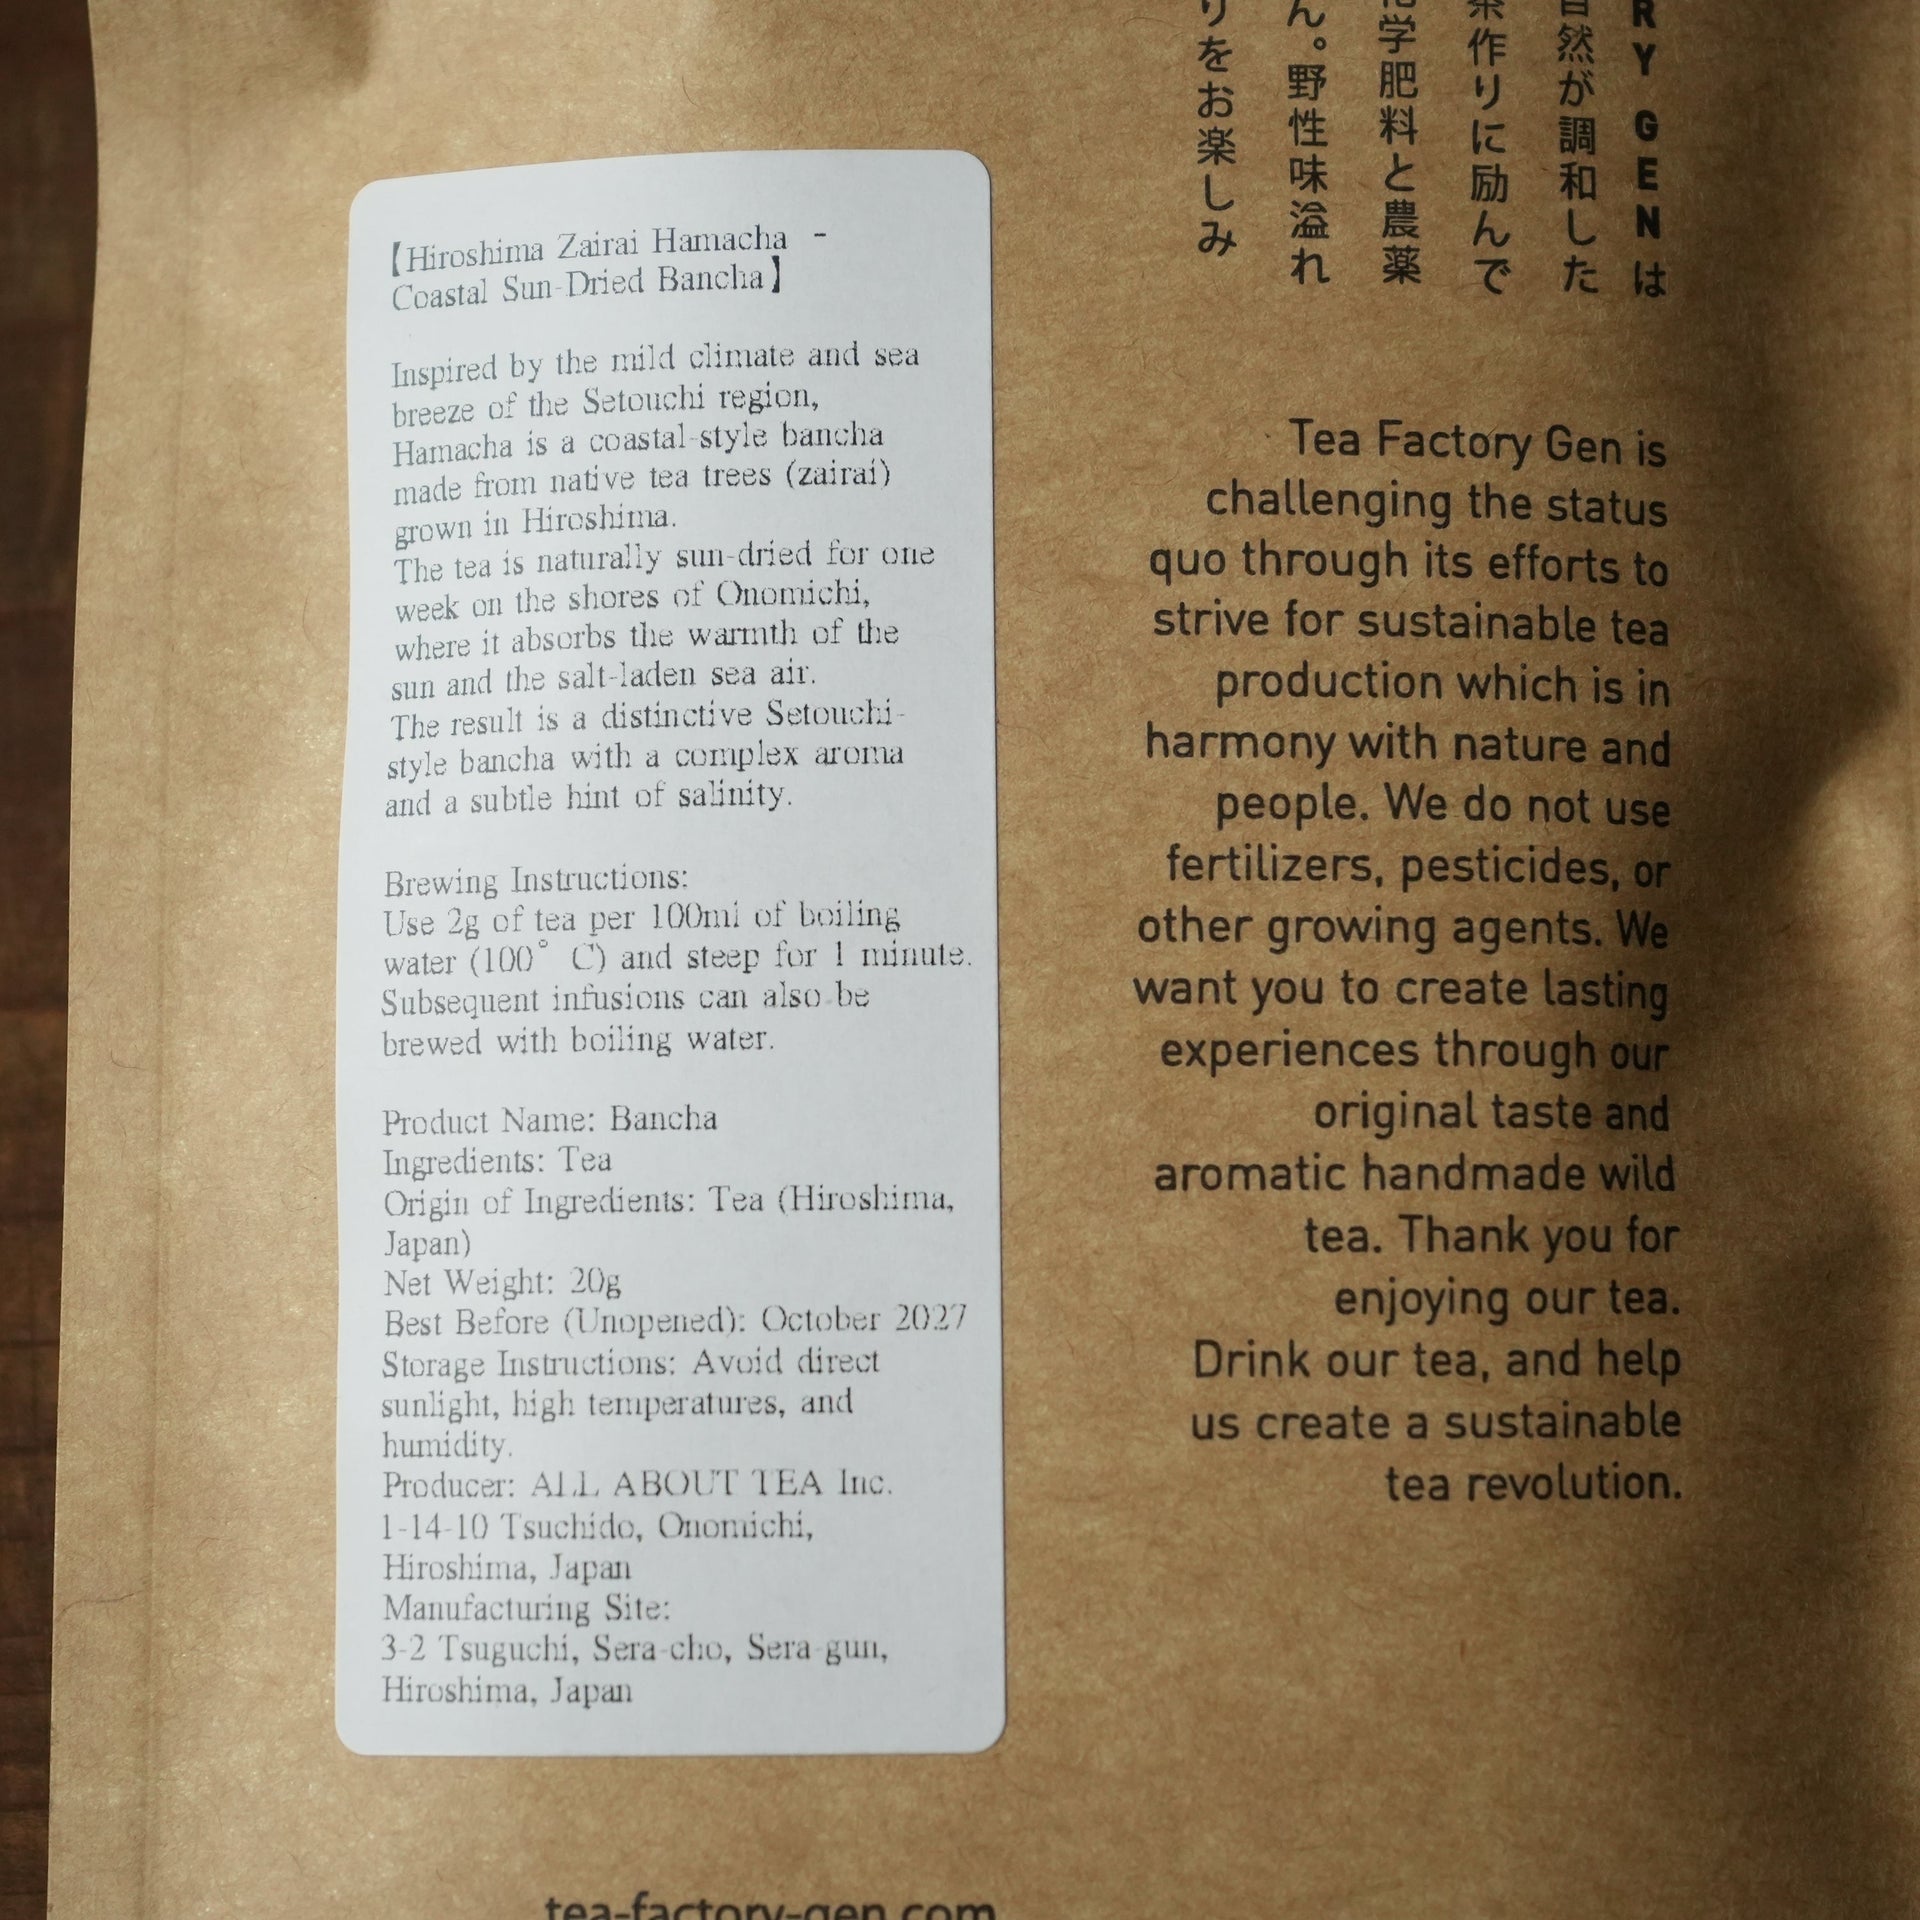 【Hiroshima Zairai Hamacha -
Coastal Sun-Dried Bancha】
Inspired by the mild climate and sea
breeze of the Setouchi region,
Hamacha is a coastal-style bancha
made from native tea trees (zairai)
grown in Hiroshima.
The tea is naturally sun-dried for one
week on the shores of Onomichi,
where it absorbs the warmth of the
sun and the salt-laden sea air.
The result is a distinctive Setouchi-
style bancha with a complex aroma
and a subtle hint of salinity.
Brewing Instructions:
Use 2g of tea per 100ml of boiling
water (100° C) and steep for 1 minute.
Subsequent infusions can also be
brewed with boiling water.
Product Name: Bancha
Ingredients: Tea
Origin of Ingredients: Tea (Hiroshima,
Japan)
Net Weight: 20g
Best Before (Unopened): October 2027
Storage Instructions: Avoid direct
sunlight, high temperatures, and
humidity.
Producer: ALL ABOUT TEA Inc.
1-14-10 Tsuchido, Onomichi,
Hiroshima, Japan
Manufacturing Site:
3-2 Tsuguchi, Sera-cho, Sera-gun,
Hiroshima, Japan
RY GENは
自然が調和した
茶作りに励んで
化学肥料と農薬
ん。野性味溢れ
りをお楽しみ
Tea Factory Gen is
challenging the status
quo through its efforts to
strive for sustainable tea
production which is in
harmony with nature and
people. We do not use
fertilizers, pesticides, or
other growing agents. We
want you to create lasting
experiences through our
original taste and
aromatic handmade wild
tea. Thank you for
enjoying our tea.
Drink our tea, and help
us create a sustainable
tea revolution.
tea-factory-gen.com